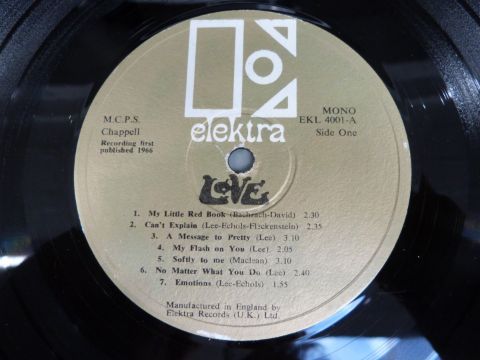 elektra
M.C.P.S.
Chappell
Recording first
published 1966
MONO
EKL 4001-A
Side One
LOVE
1. My Little Red Book (Bachrach-David) 2.30
2. Can't Explain (Lee-Echols-Fleckenstein) 2.35
3. A Message to Pretty (Lee) 3.10
4. My Flash on You (Lee) 2.05
5. Softly to me (Maclean) 3.10
6. No Matter What You Do (Lee) 2.40
7. Emotions (Lee-Echols) 1.55
Manufactured in England by
Elektra Records (U.K.) Ltd.